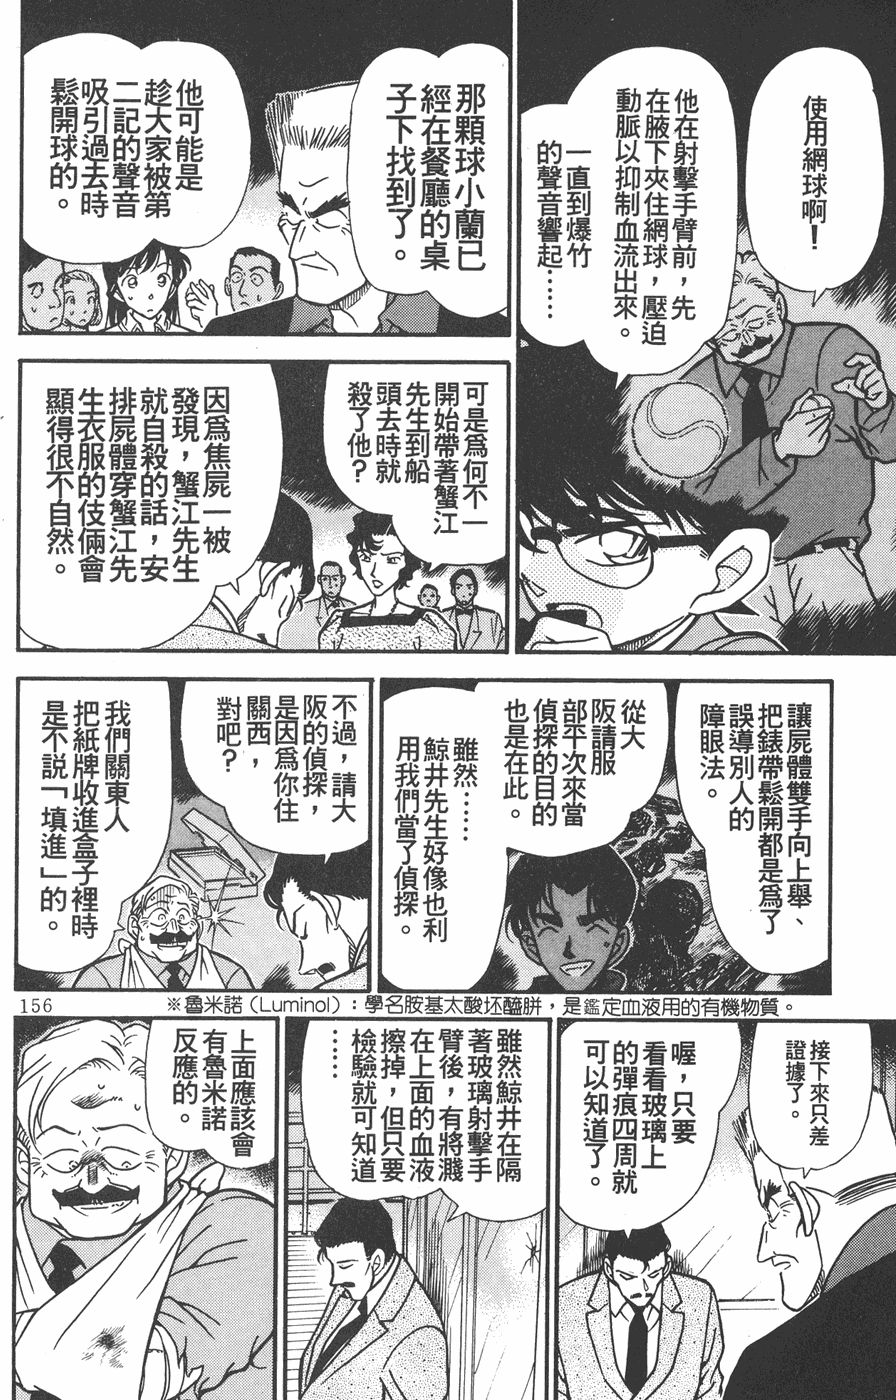 使用網球啊！
他在射擊手臂前，先
在腋下夾住網球，壓迫
動脈以抑制血流出來。
一直到爆竹
的聲音響起……
那顆球小蘭已
經在餐廳的桌
子下找到了。
他可能是
趁大家被第
二記的聲音
吸引過去時
鬆開球的。
可是為何不一
開始帶著蟹江
先生到船
頭去時就
殺了他？
因為焦屍一被
發現，蟹江先生
就自殺的話，安
排屍體穿蟹江先
生衣服的伎倆會
顯得很不自然。
讓屍體雙手向上舉、
把錶帶鬆開都是為了
誤導別人的
障眼法。
從大
阪請服
部平次來當
偵探的目的
也是在此。
雖然……
鯨井先生好像也利
用我們當了偵探。
不過，請大
阪的偵探，
是因為你住
關西，
對吧？
我們關東人
把紙牌收進盒子裡時
是不說「填進」的。
156
※魯米諾（Luminol）：學名胺基太酸坯醯胼，是鑑定血液用的有機物質。
接下來只差
證據了。
喔，只要
看看玻璃上
的彈痕四周就
可以知道了。
雖然鯨井在隔
著玻璃射擊手
臂後，有將濺
在上面的血液
擦掉，但只要
檢驗就可知道
……
上面應該會
有魯米諾
反應的。